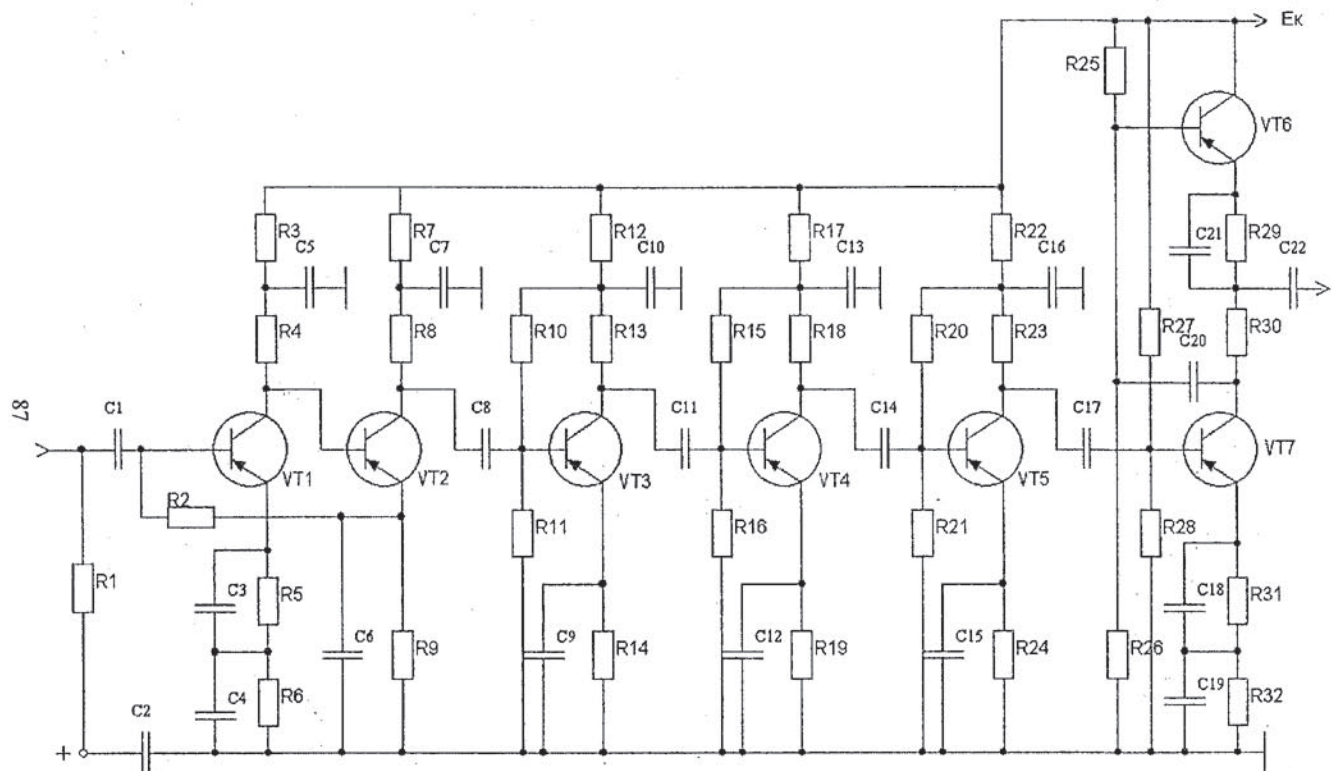 Ек
R25
VT6
R3
C5
R7
C7
R12
C10
R17
C13
R22
C16
C21
R29
C22
R4
R8
R10
R13
R15
R18
R20
R23
R27
C20
R30
87
C1
C8
C11
C14
C17
VT1
VT2
VT3
VT4
VT5
VT7
R2
R11
R16
R21
R28
R1
C3
R5
C6
R9
C9
R14
C12
R19
C15
R24
R26
C18
R31
C4
R6
C19
R32
C2
+